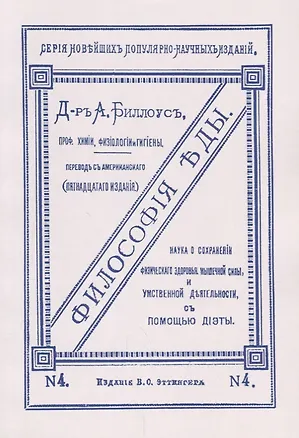 СЕРІЯ НОВѢЙШИХЪ ПОПУЛЯРНО-НАУЧНЫХЪ ИЗДАНІЙ.
Д-РЪ А. БИЛЛОУСЪ,
ПРОФ. ХИМІИ, ФИЗІОЛОГІИ и ГИГІЕНЫ.
ПЕРЕВОДЪ СЪ АМЕРИКАНСКАГО
(ПЯТНАДЦАТАГО ИЗДАНІЯ.)
ФИЛОСОФІЯ ѢДЫ.
НАУКА О СОХРАНЕНІИ
ФИЗИЧЕСКАГО ЗДОРОВЬЯ, МЫШЕЧНОЙ СИЛЫ,
И
УМСТВЕННОЙ ДѢЯТЕЛЬНОСТИ,
СЪ
ПОМОЩЬЮ ДІЭТЫ.
№4. ИЗДАНІЕ В.О. ЭТТИНГЕРА №4.